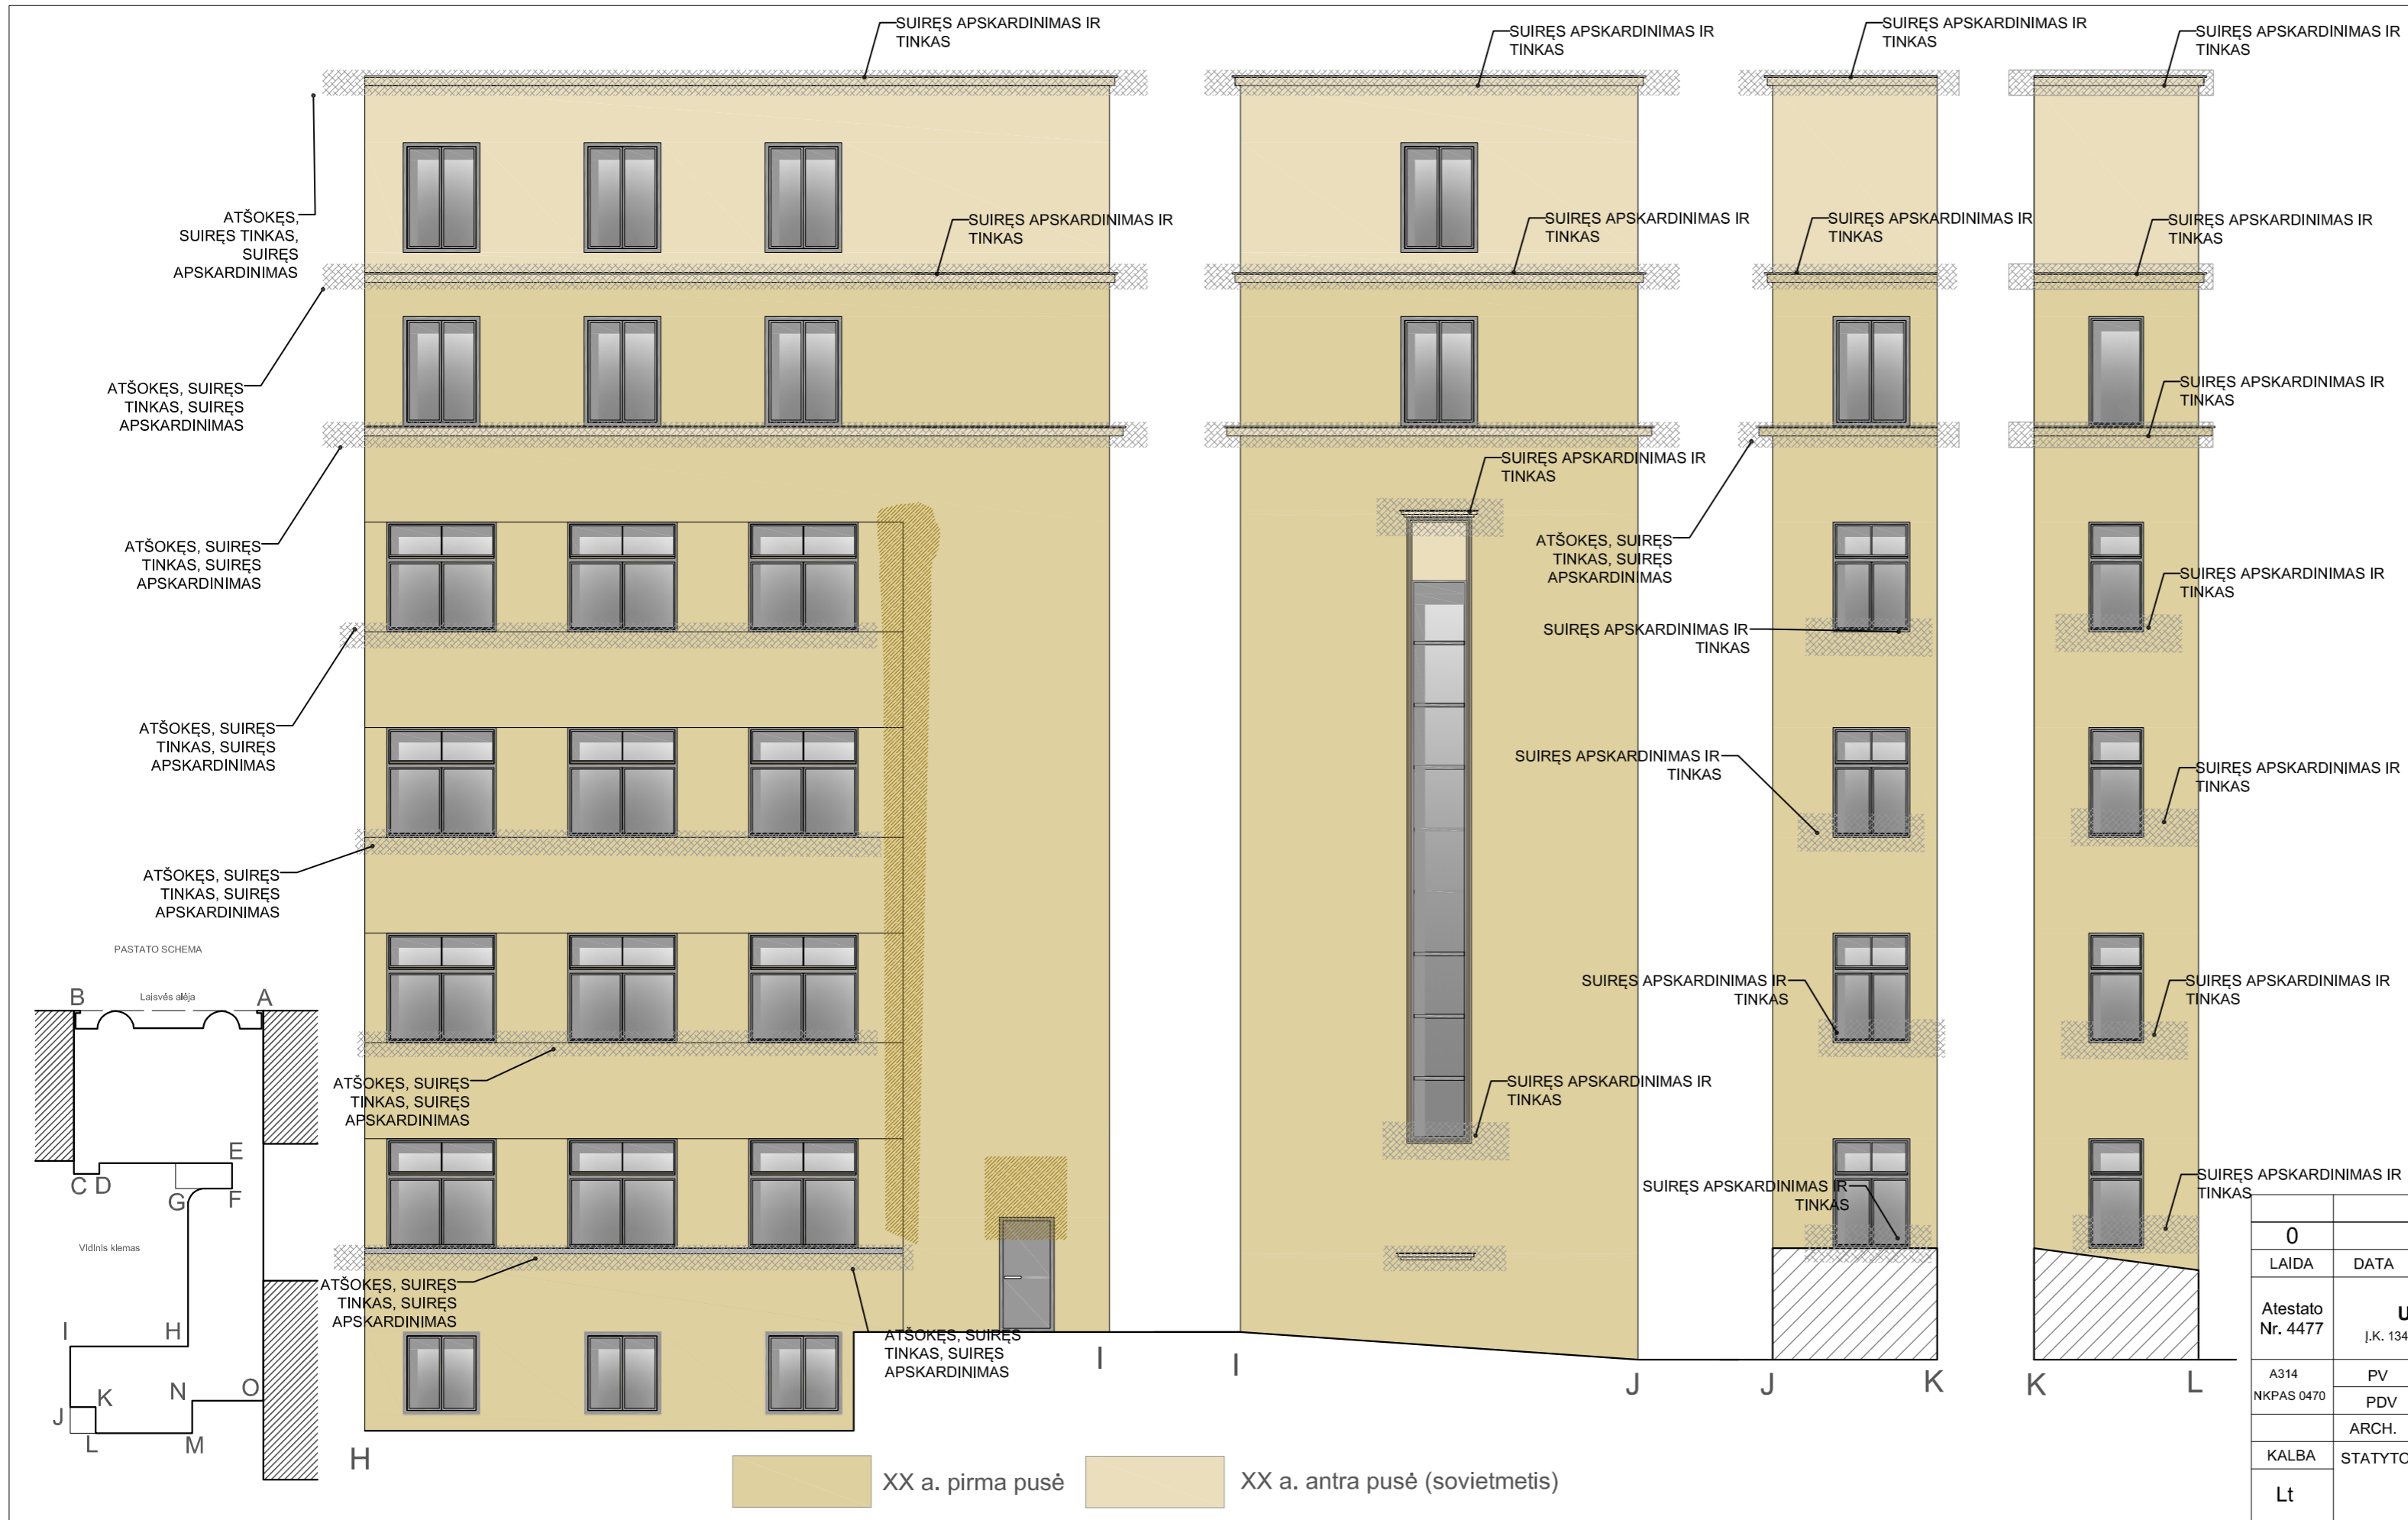 SUIRĘS APSKARDINIMAS IR
TINKAS
SUIRĘS APSKARDINIMAS IR
TINKAS
SUIRĘS APSKARDINIMAS IR
TINKAS
SUIRĘS APSKARDINIMAS IR
TINKAS
ATŠOKĘS,
SUIRĘS TINKAS,
SUIRĘS
APSKARDINIMAS
SUIRĘS APSKARDINIMAS IR
TINKAS
SUIRĘS APSKARDINIMAS IR
TINKAS
SUIRĘS APSKARDINIMAS IR
TINKAS
SUIRĘS APSKARDINIMAS IR
TINKAS
ATŠOKĘS, SUIRĘS
TINKAS, SUIRĘS
APSKARDINIMAS
SUIRĘS APSKARDINIMAS IR
TINKAS
SUIRĘS APSKARDINIMAS IR
TINKAS
ATŠOKĘS, SUIRĘS
TINKAS, SUIRĘS
APSKARDINIMAS
ATŠOKĘS, SUIRĘS
TINKAS, SUIRĘS
APSKARDINIMAS
SUIRĘS APSKARDINIMAS IR
TINKAS
SUIRĘS APSKARDINIMAS IR
TINKAS
ATŠOKĘS, SUIRĘS
TINKAS, SUIRĘS
APSKARDINIMAS
SUIRĘS APSKARDINIMAS IR
TINKAS
SUIRĘS APSKARDINIMAS IR
TINKAS
ATŠOKĘS, SUIRĘS
TINKAS, SUIRĘS
APSKARDINIMAS
SUIRĘS APSKARDINIMAS IR
TINKAS
SUIRĘS APSKARDINIMAS IR
TINKAS
ATŠOKĘS, SUIRĘS
TINKAS, SUIRĘS
APSKARDINIMAS
SUIRĘS APSKARDINIMAS IR
TINKAS
SUIRĘS APSKARDINIMAS IR
TINKAS
SUIRĘS APSKARDINIMAS IR
TINKAS
ATŠOKĘS, SUIRĘS
TINKAS, SUIRĘS
APSKARDINIMAS
ATŠOKĘS, SUIRĘS
TINKAS, SUIRĘS
APSKARDINIMAS
PASTATO SCHEMA
B
Laisvės alėja
A
E
C D
G
F
Vidinis kiemas
I
H
K
N
O
J
L
M
H
I
I
J
J
K
K
L
XX a. pirma pusė
XX a. antra pusė (sovietmetis)
0
LAIDA DATA
Atestato
Nr. 4477
U
Į.K. 134
A314
NKPAS 0470
PV
PDV
ARCH.
KALBA STATYTO
Lt